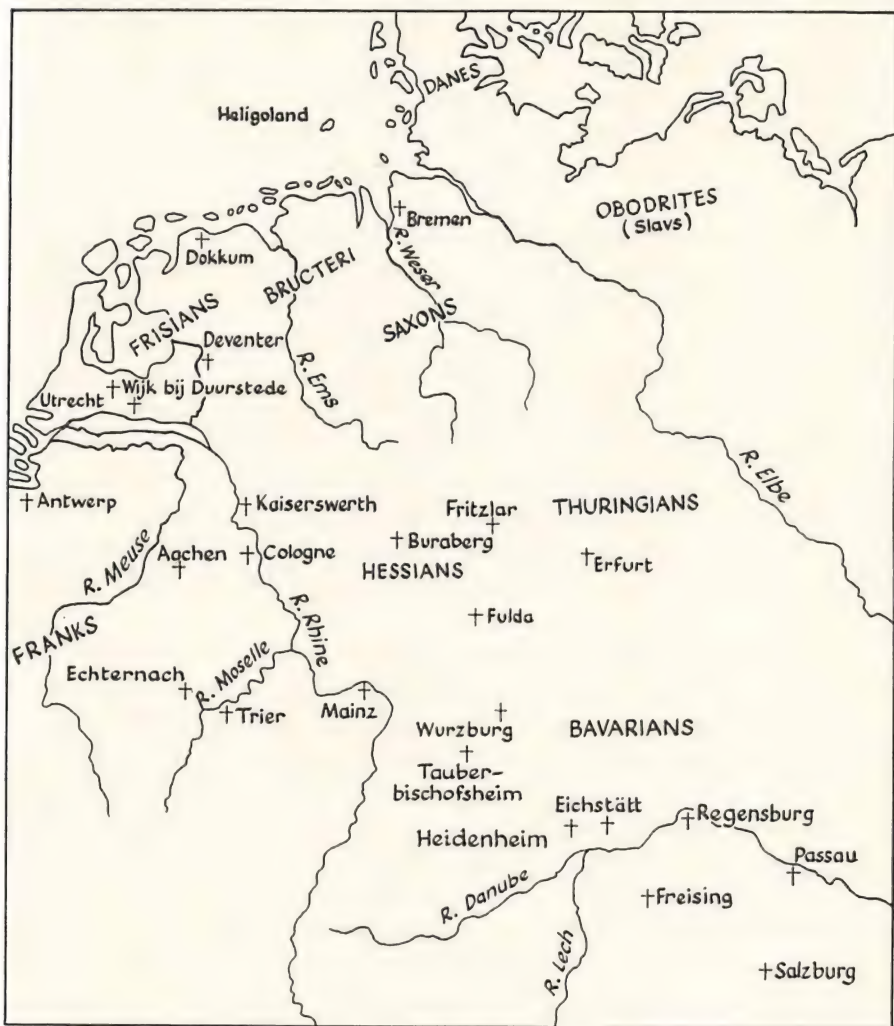 DANES
Heligoland
OBODRITES
(Slavs)
Bremen
Dokkum
R. Weser
BRUCTERI
FRISIANS
SAXONS
Deventer
R. Ems
Utrecht
Wijk bij Duurstede
R. Elbe
Antwerp
Kaiserswerth
Fritzlar
THURINGIANS
Buraberg
R. Meuse
Aachen
Cologne
HESSIANS
Erfurt
R. Rhine
Fulda
FRANKS
Echternach
R. Moselle
Trier
Mainz
Wurzburg
BAVARIANS
Tauber-
bischofsheim
Eichstätt
Heidenheim
Regensburg
Passau
R. Danube
Freising
R. Lech
Salzburg